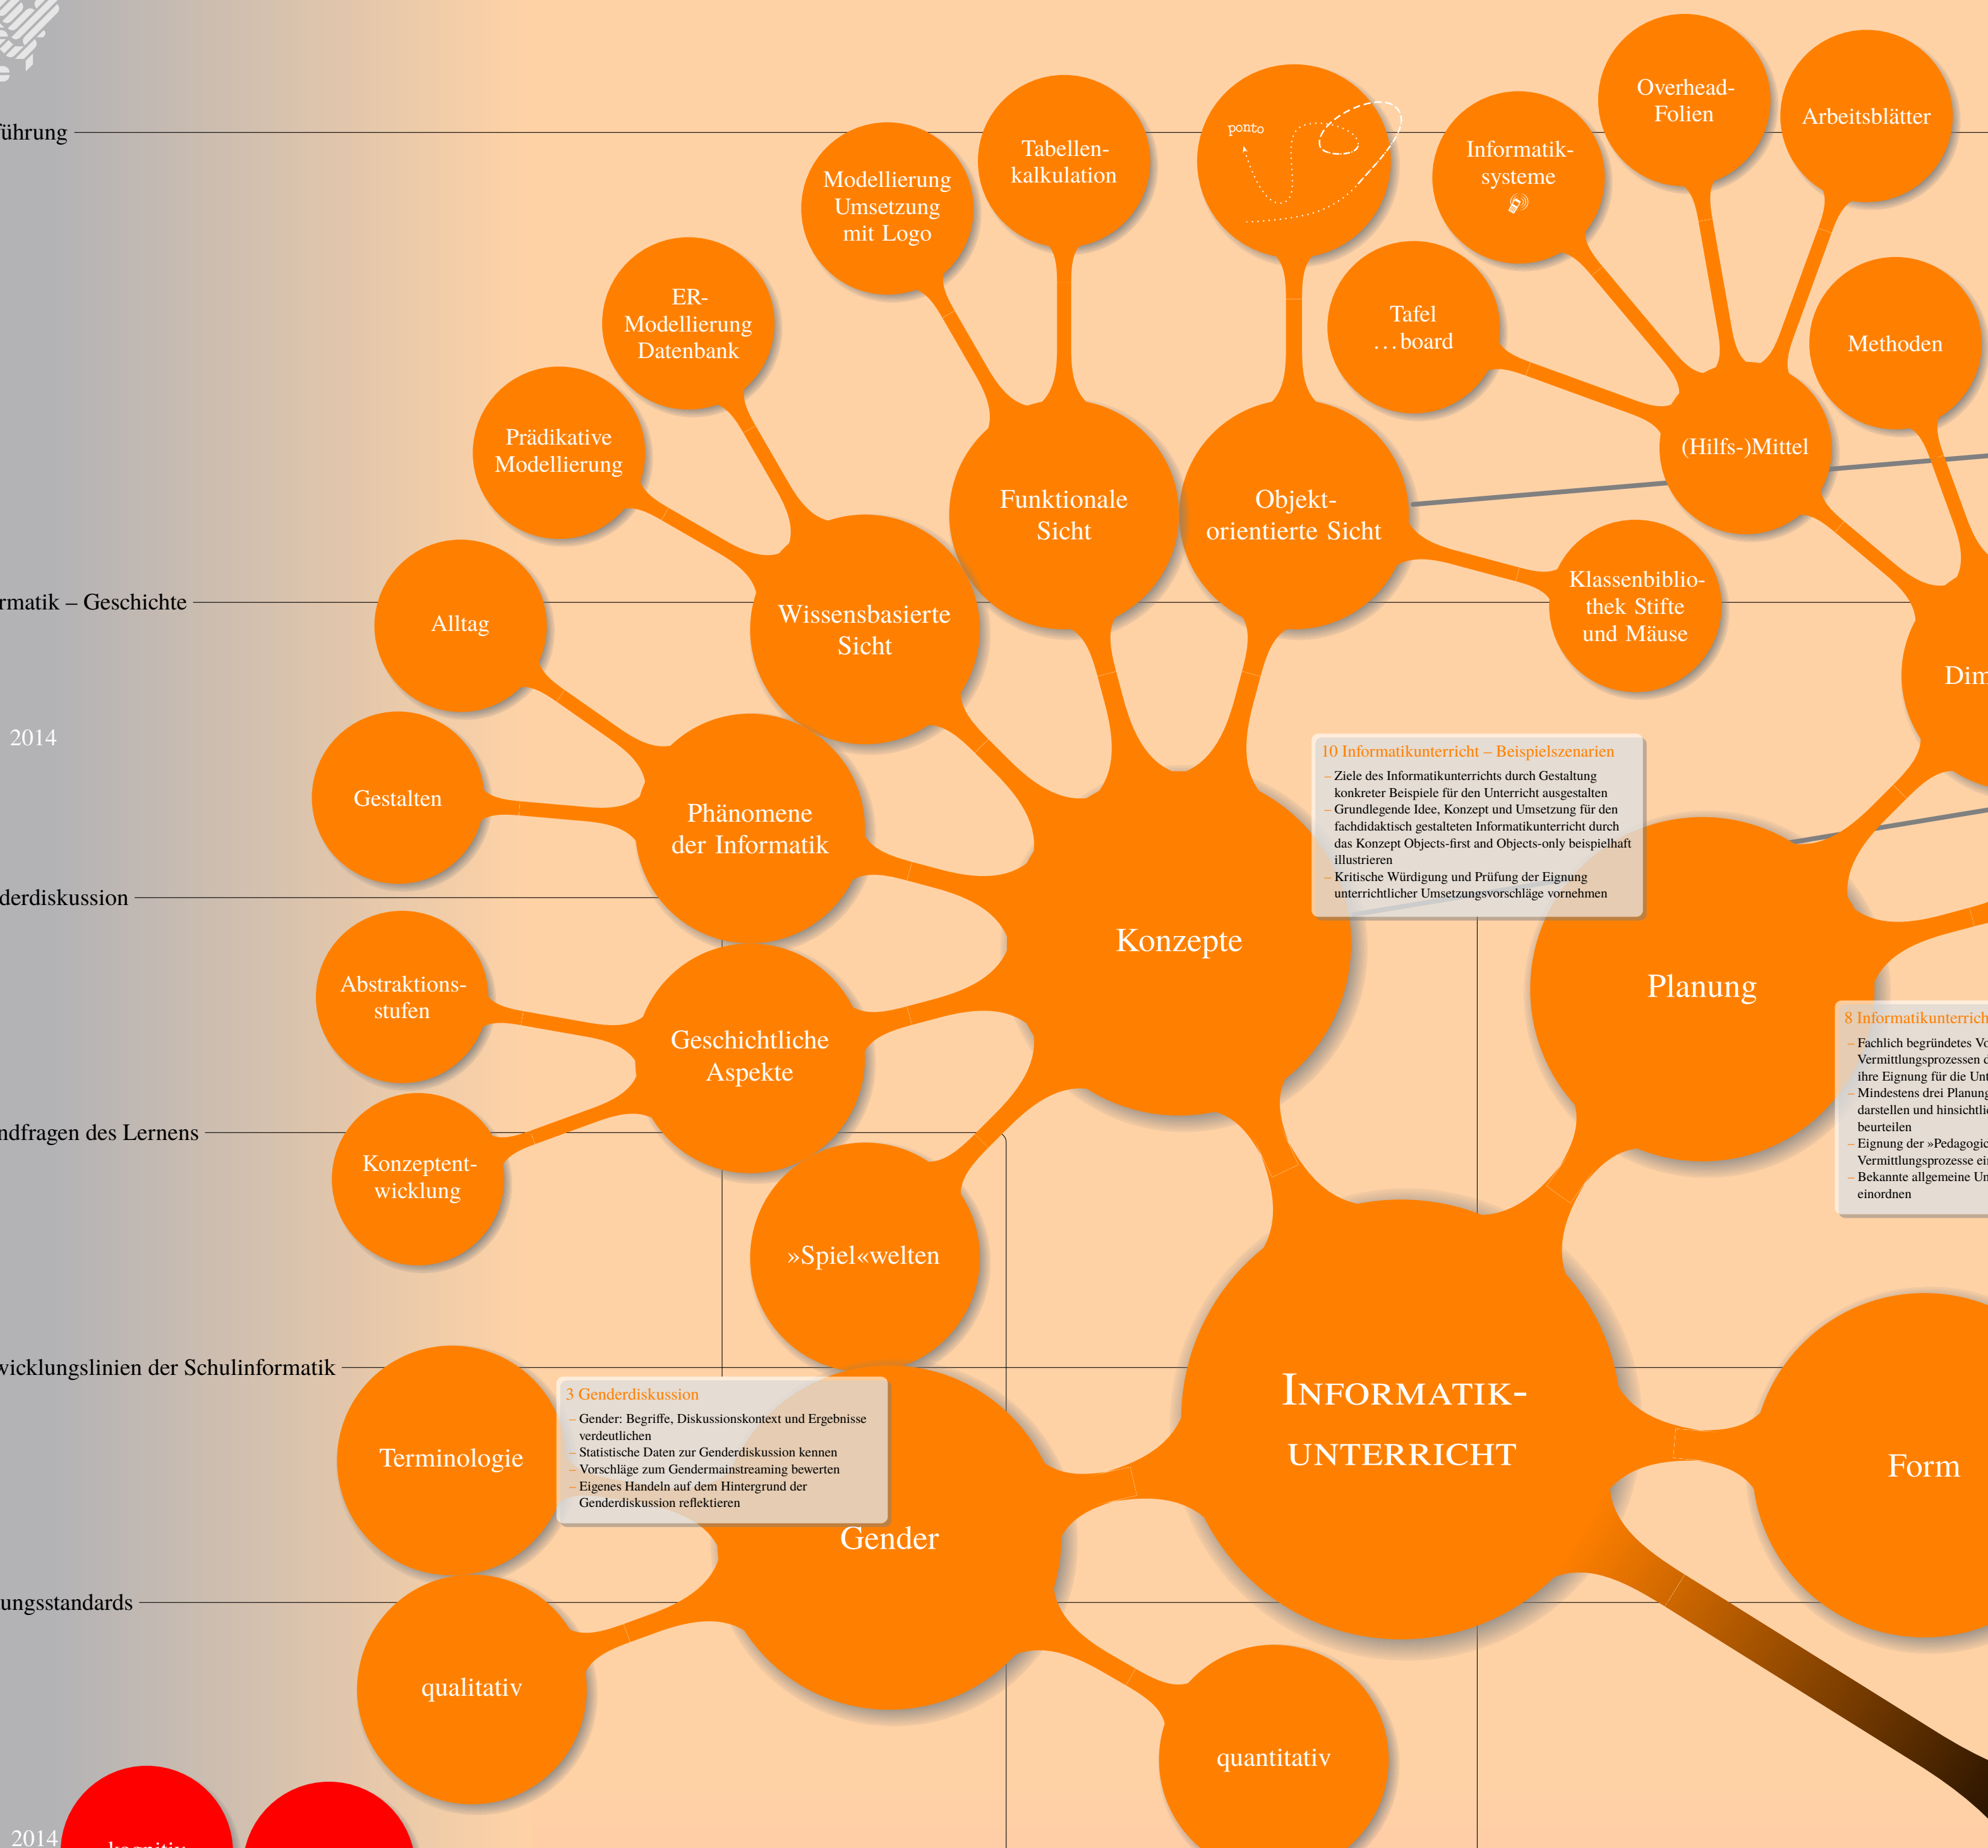 führung
rmatik – Geschichte
2014
derdiskussion
ndfragen des Lernens
wicklungslinien der Schulinformatik
ungsstandards
2014
Overhead-
Folien
Arbeitsblätter
ponto
Informatik-
systeme
Tabellen-
kalkulation
Modellierung
Umsetzung
mit Logo
ER-
Modellierung
Datenbank
Tafel
…board
Methoden
Prädikative
Modellierung
(Hilfs-)Mittel
Funktionale
Sicht
Objekt-
orientierte Sicht
Klassenbiblio-
thek Stifte
und Mäuse
Wissensbasierte
Sicht
Alltag
Dim
Gestalten
Phänomene
der Informatik
10 Informatikunterricht – Beispielszenarien
– Ziele des Informatikunterrichts durch Gestaltung
konkreter Beispiele für den Unterricht ausgestalten
– Grundlegende Idee, Konzept und Umsetzung für den
fachdidaktisch gestalteten Informatikunterricht durch
das Konzept Objects-first and Objects-only beispielhaft
illustrieren
– Kritische Würdigung und Prüfung der Eignung
unterrichtlicher Umsetzungsvorschläge vornehmen
Konzepte
Planung
Abstraktions-
stufen
Geschichtliche
Aspekte
8 Informatikunterrich
– Fachlich begründetes Vo
Vermittlungsprozessen d
ihre Eignung für die Unt
– Mindestens drei Planung
darstellen und hinsichtli
beurteilen
– Eignung der »Pedagogic
Vermittlungsprozesse ei
– Bekannte allgemeine Un
einordnen
Konzeptent-
wicklung
»Spiel«welten
Informatik-
unterricht
Form
Terminologie
3 Genderdiskussion
– Gender: Begriffe, Diskussionskontext und Ergebnisse
verdeutlichen
– Statistische Daten zur Genderdiskussion kennen
– Vorschläge zum Gendermainstreaming bewerten
– Eigenes Handeln auf dem Hintergrund der
Genderdiskussion reflektieren
Gender
qualitativ
quantitativ